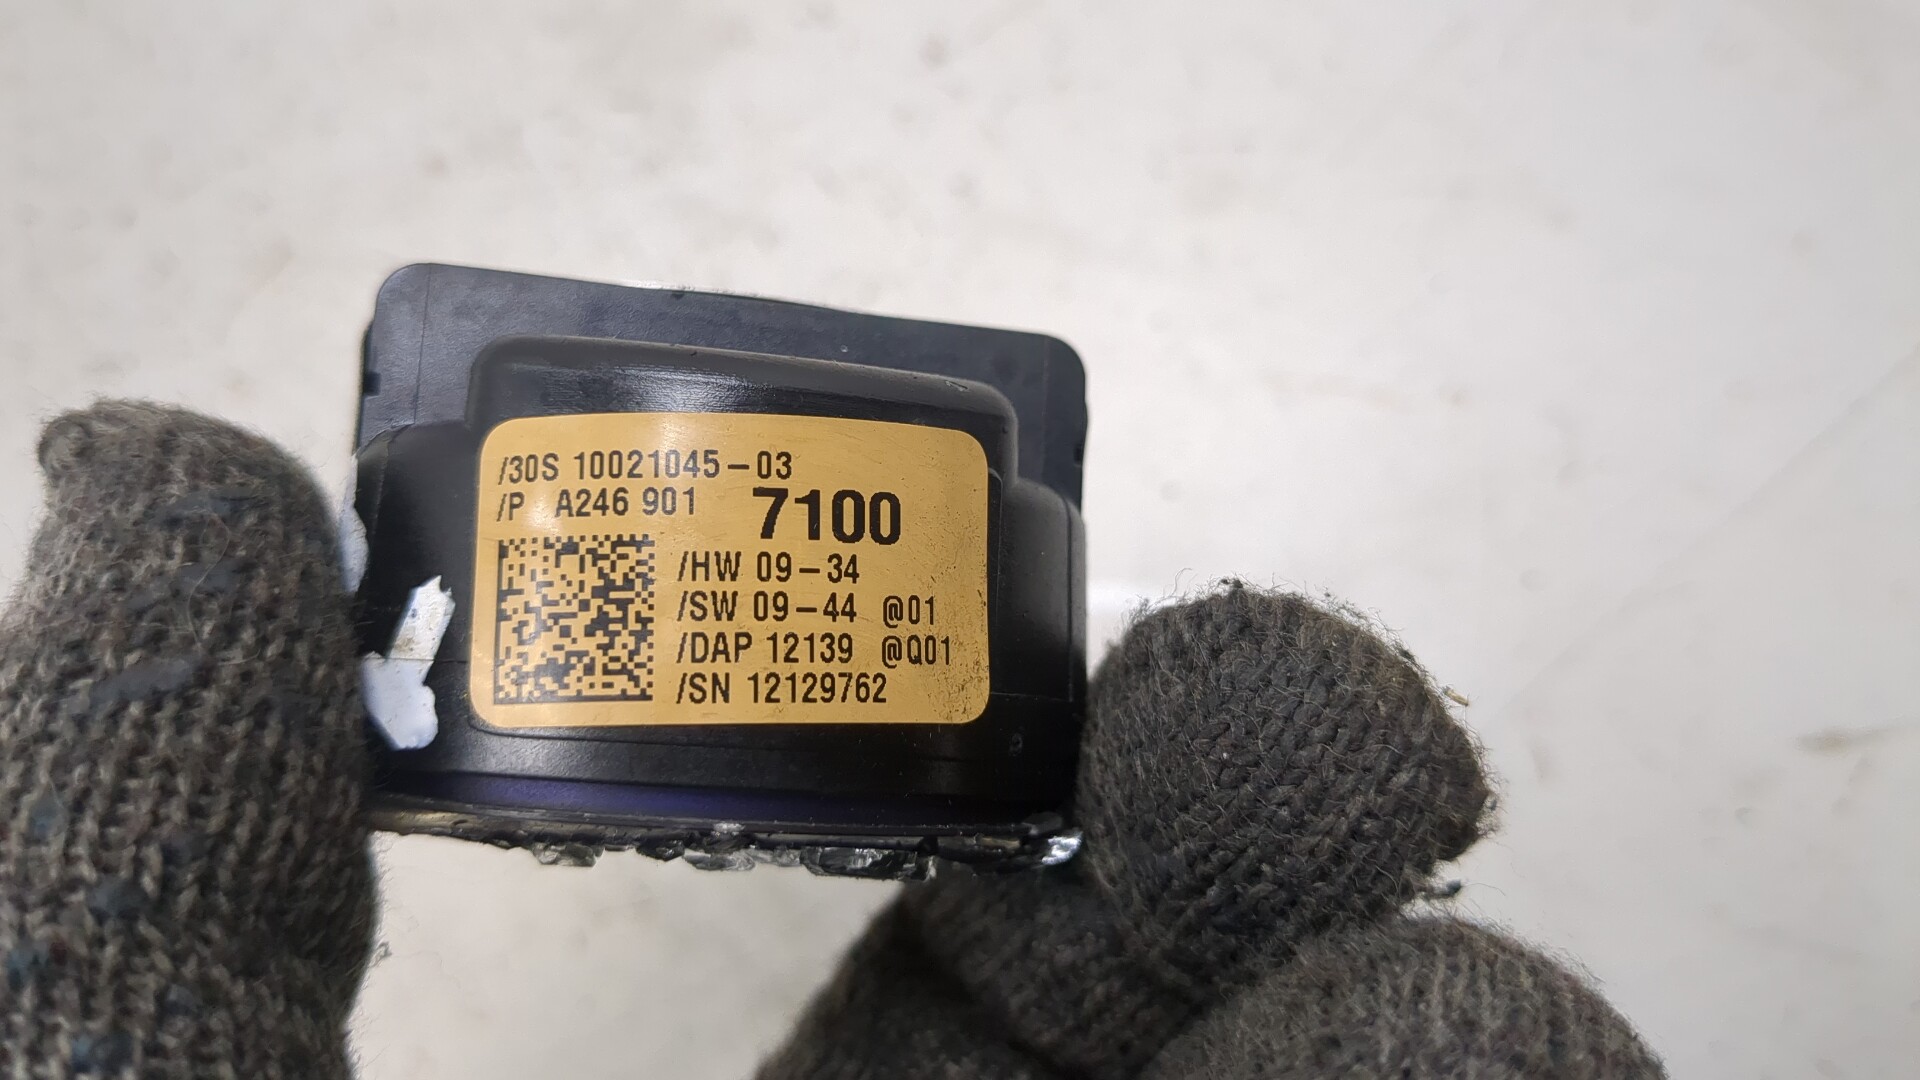 /30S 10021045-03
/P A246 901 7100
/HW 09-34
/SW 09-44 @01
/DAP 12139 @Q01
/SN 12129762